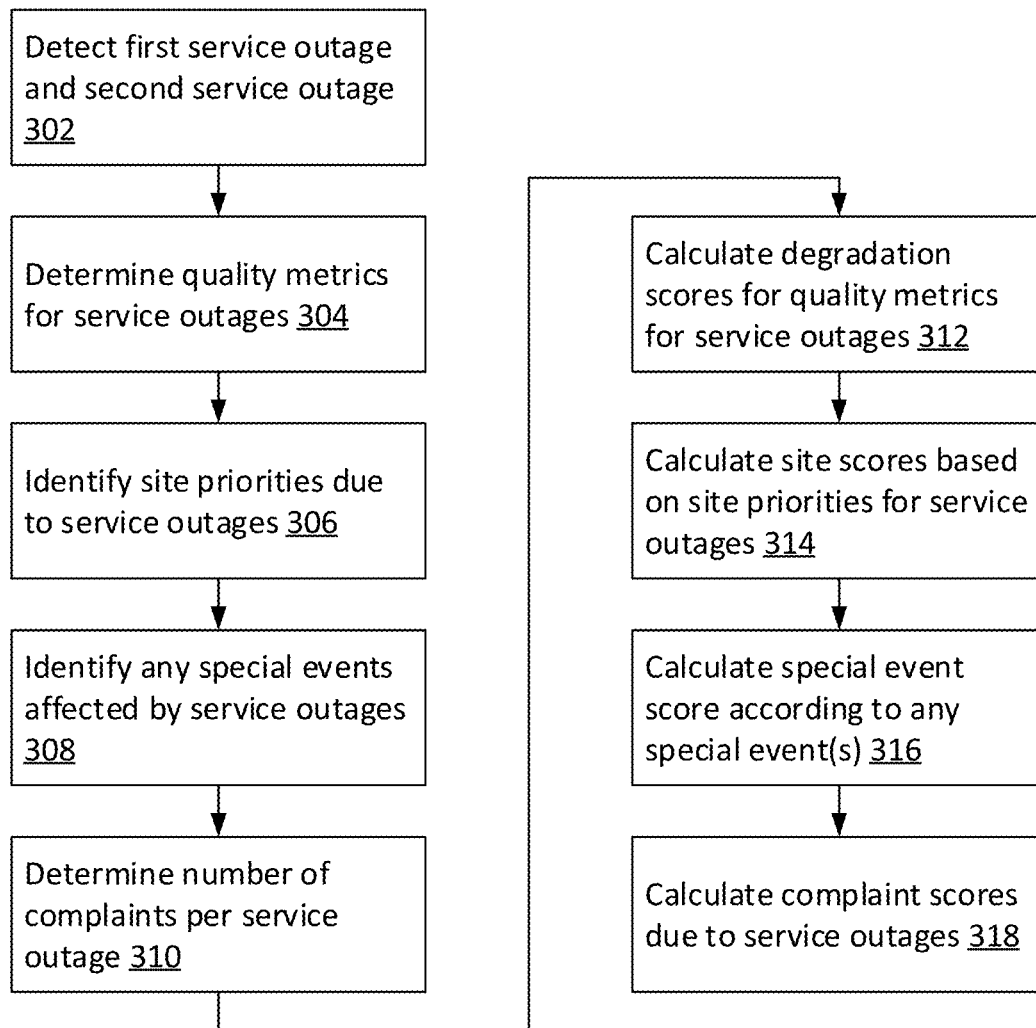 Detect first service outage
and second service outage
302
Determine quality metrics
for service outages 304
Identify site priorities due
to service outages 306
Identify any special events
affected by service outages
308
Determine number of
complaints per service
outage 310
Calculate degradation
scores for quality metrics
for service outages 312
Calculate site scores based
on site priorities for service
outages 314
Calculate special event
score according to any
special event(s) 316
Calculate complaint scores
due to service outages 318